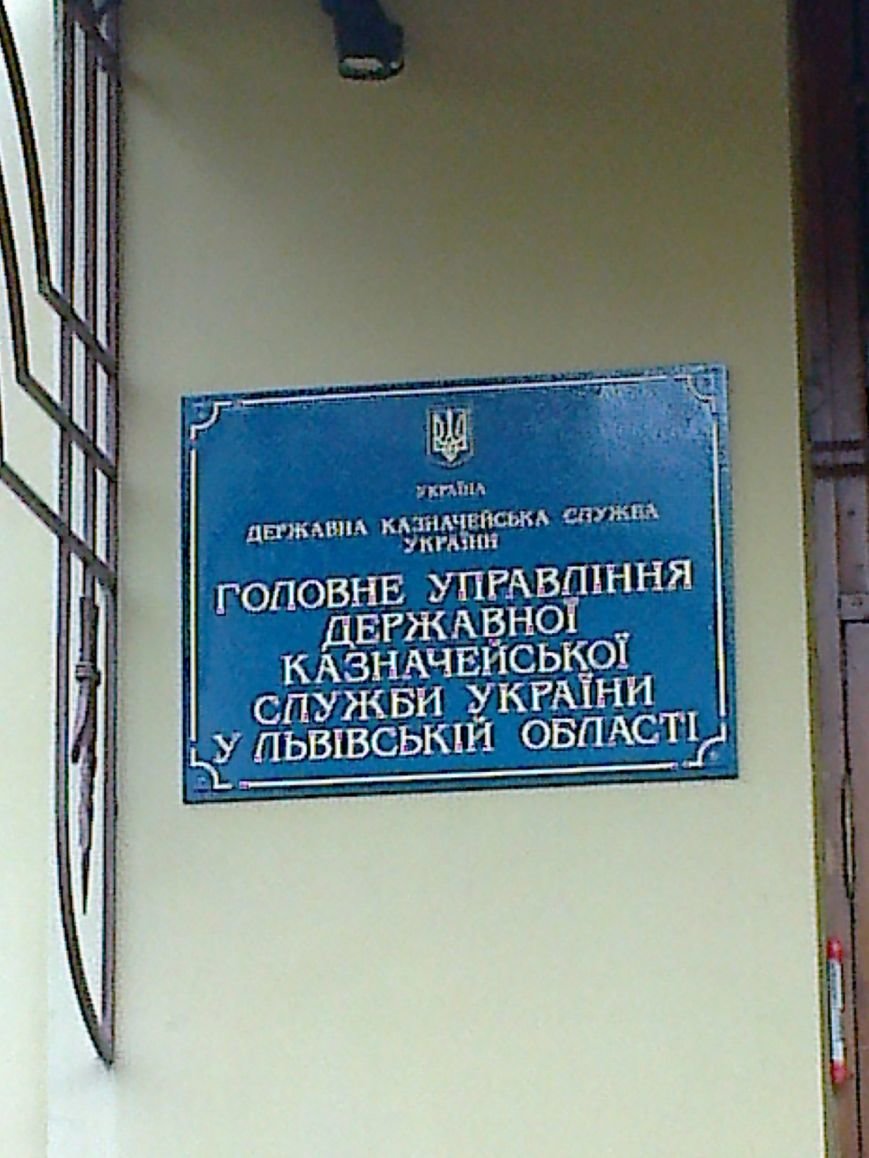 УКРАЇНА
ДЕРЖАВНА КАЗНАЧЕЙСЬКА СЛУЖБА
УКРАЇНИ
ГОЛОВНЕ УПРАВЛІННЯ
ДЕРЖАВНОЇ
КАЗНАЧЕЙСЬКОЇ
СЛУЖБИ УКРАЇНИ
У ЛЬВІВСЬКІЙ ОБЛАСТІ